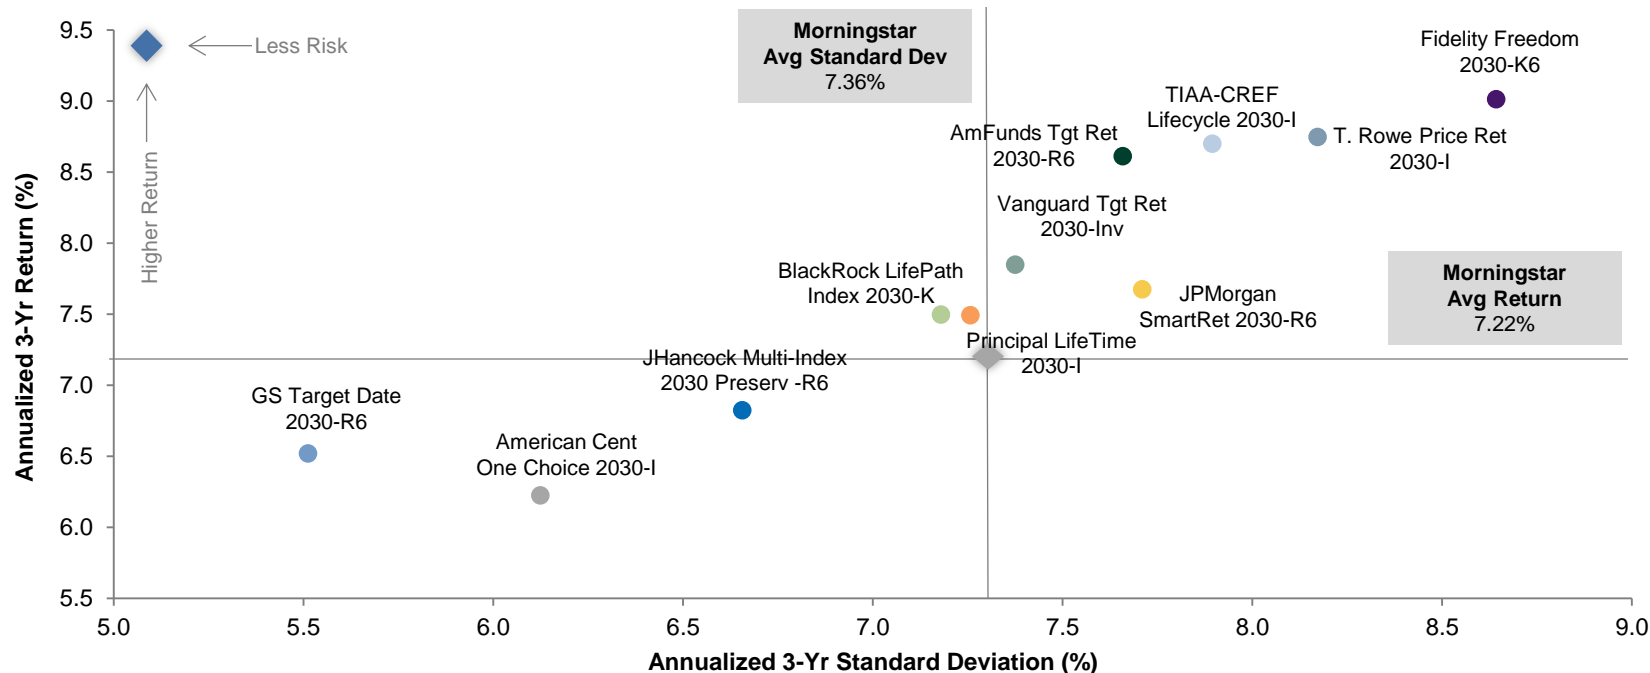 9.5
9.0
8.5
8.0
7.5
7.0
6.5
6.0
5.5
Annualized 3-Yr Return (%)
Less Risk
Higher Return
Morningstar
Avg Standard Dev
7.36%
Fidelity Freedom
2030-K6
TIAA-CREF
Lifecycle 2030-I
AmFunds Tgt Ret
2030-R6
T. Rowe Price Ret
2030-I
Vanguard Tgt Ret
2030-Inv
BlackRock LifePath
Index 2030-K
JPMorgan
SmartRet 2030-R6
Morningstar
Avg Return
7.22%
Principal LifeTime
2030-I
JHancock Multi-Index
2030 Preserv -R6
GS Target Date
2030-R6
American Cent
One Choice 2030-I
5.0 5.5 6.0 6.5 7.0 7.5 8.0 8.5 9.0
Annualized 3-Yr Standard Deviation (%)